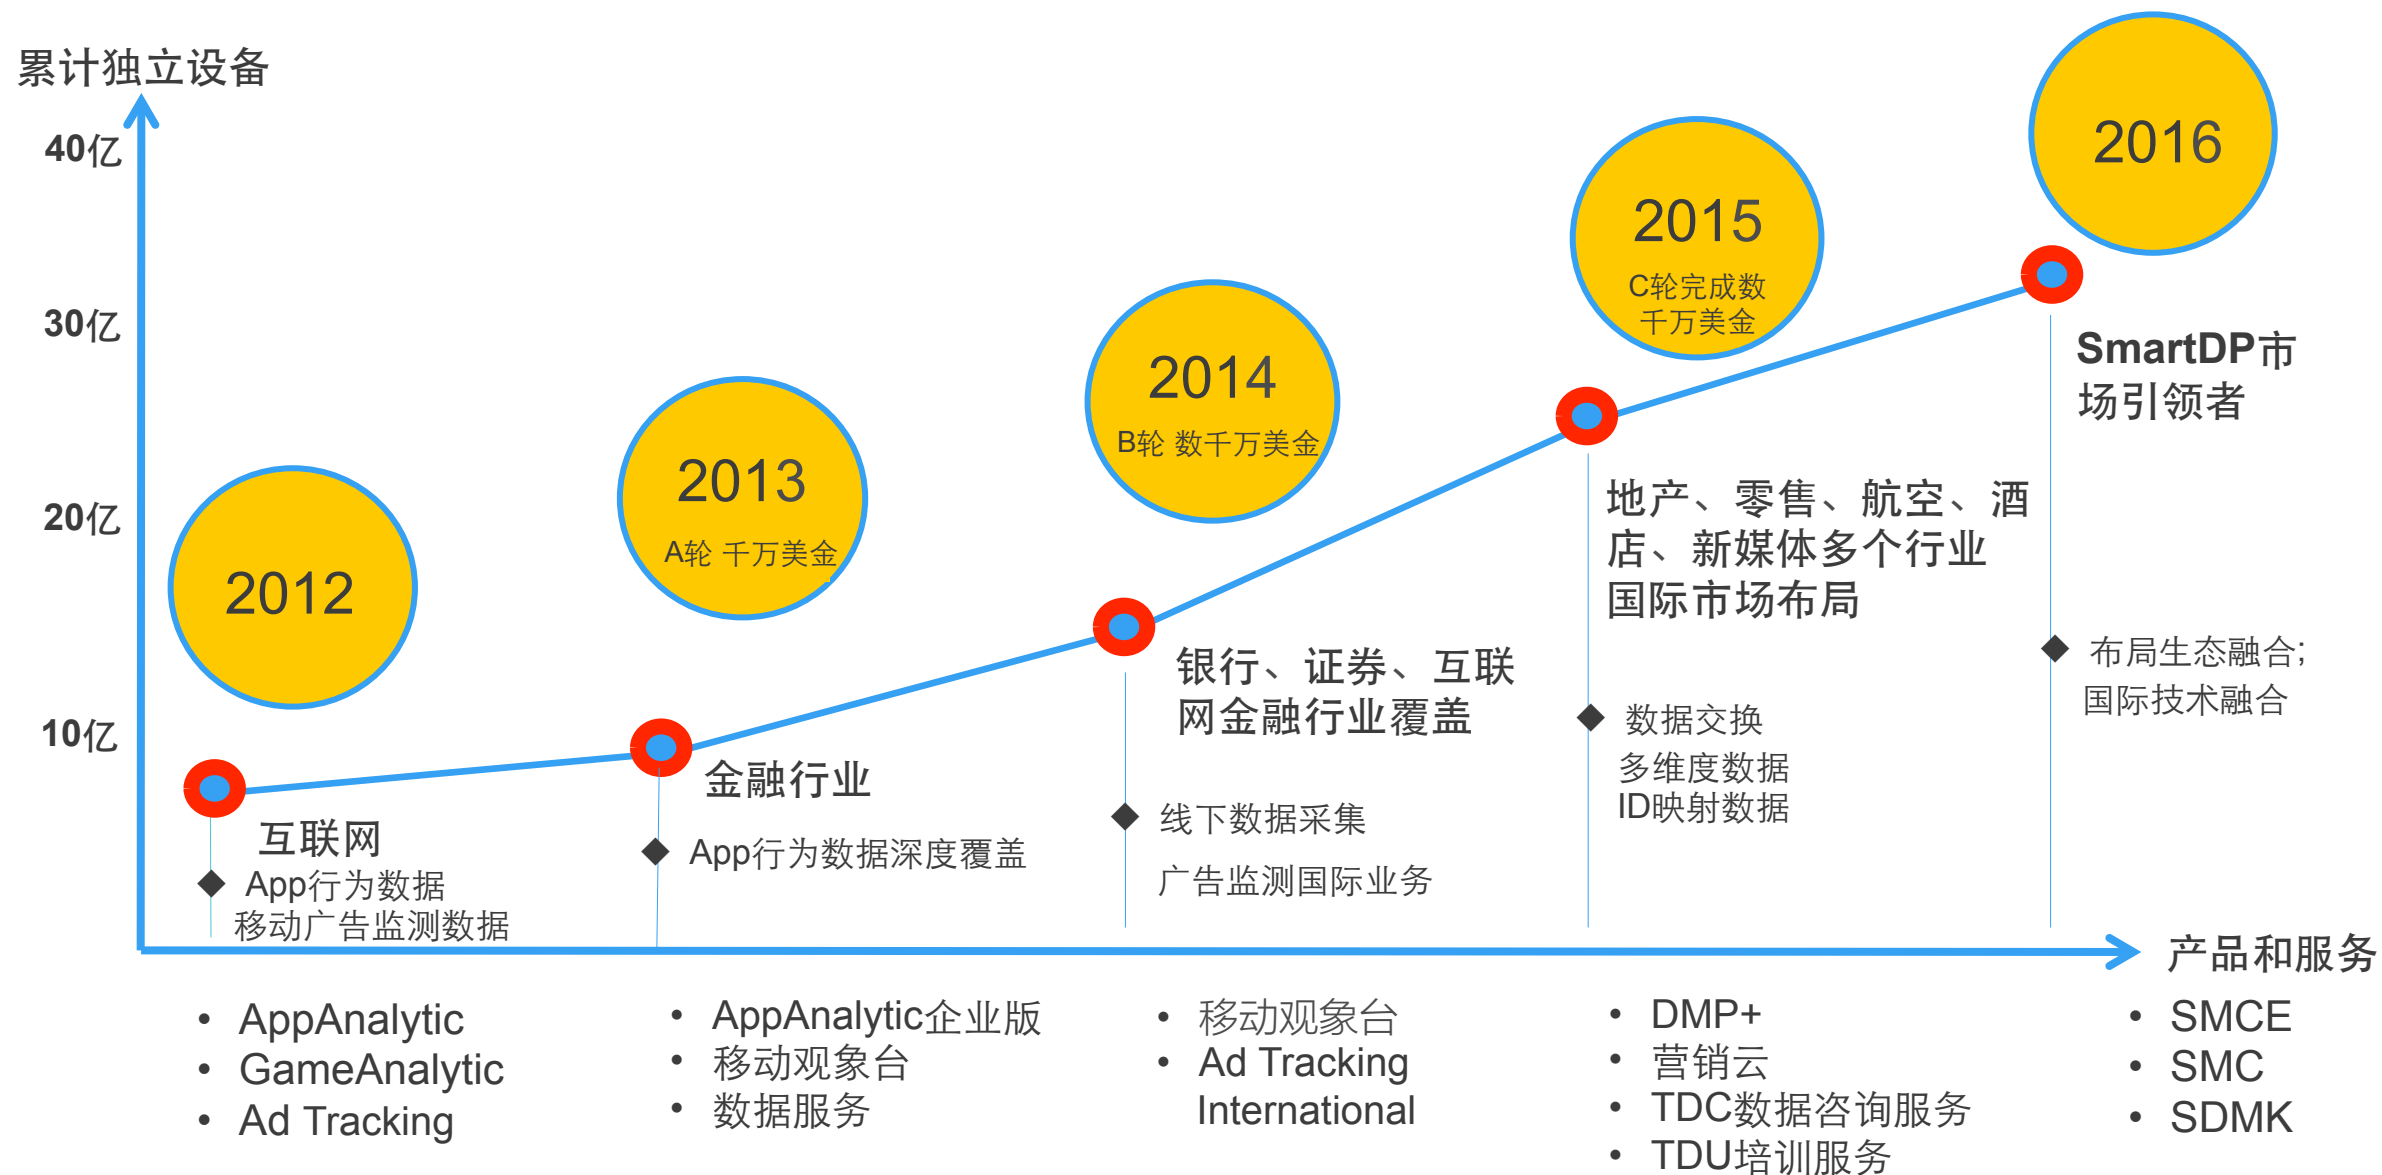 累计独立设备
40亿
30亿
20亿
10亿
2012
2013
A轮 千万美金
2014
B轮 数千万美金
2015
C轮完成数
千万美金
2016
互联网
App行为数据
移动广告监测数据
金融行业
App行为数据深度覆盖
银行、证券、互联
网金融行业覆盖
线下数据采集
广告监测国际业务
地产、零售、航空、酒
店、新媒体多个行业
国际市场布局
数据交换
多维度数据
ID映射数据
SmartDP市
场引领者
布局生态融合;
国际技术融合
产品和服务
• AppAnalytic
• GameAnalytic
• Ad Tracking
• AppAnalytic企业版
• 移动观象台
• 数据服务
• 移动观象台
• Ad Tracking
International
• DMP+
• 营销云
• TDC数据咨询服务
• TDU培训服务
• SMCE
• SMC
• SDMK